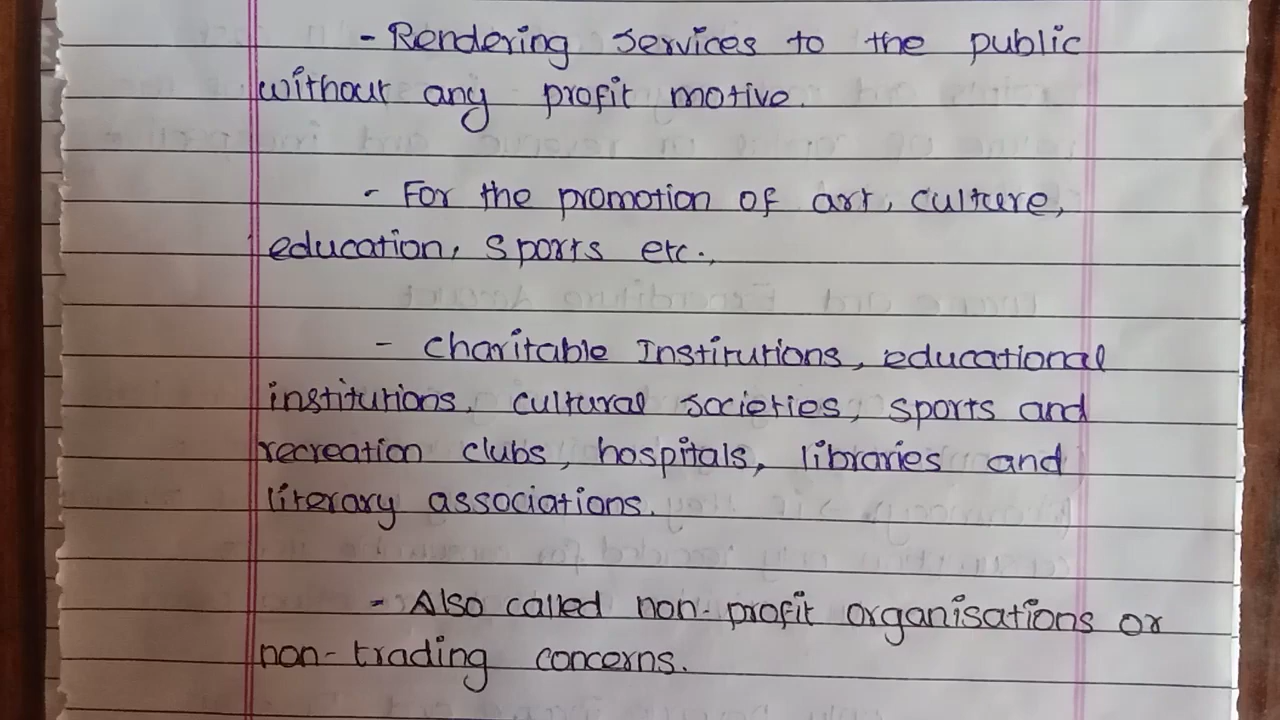 - Rendering services to the public
without any profit motive.
- For the promotion of art, culture,
education, sports etc.,
- Charitable Institutions, educational
institutions, cultural societies, sports and
recreation clubs, hospitals, libraries and
literary associations.
- Also called non-profit organisations or
non-trading concerns.